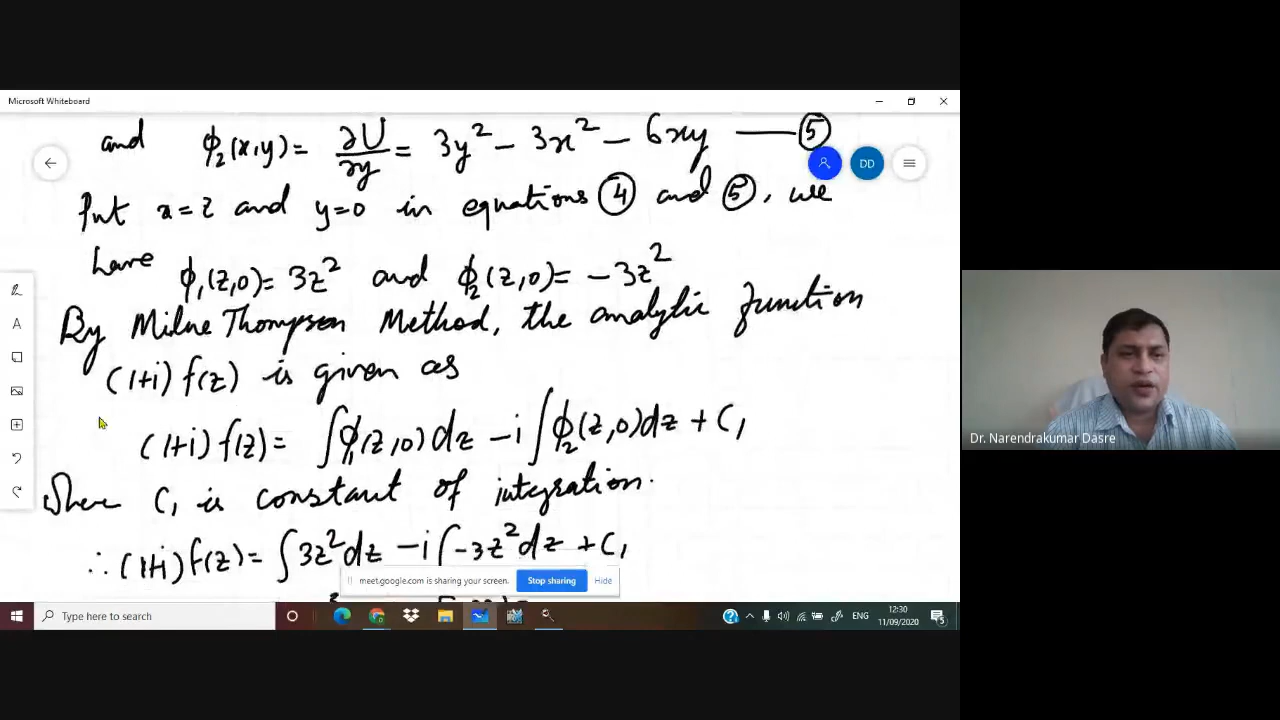 Microsoft Whiteboard
and ϕ₂(x,y) = ∂U/∂y = 3y² − 3x² − 6xy — ⑤
DD
Put x=z and y=0 in equations ④ and ⑤, we
have ϕ₁(z,0) = 3z² and ϕ₂(z,0) = −3z²
By Milne Thompson Method, the analytic function
(1+i) f(z) is given as
(1+i) f(z) = ∫ϕ₁(z,0) dz − i∫ϕ₂(z,0) dz + C₁
Where C₁ is constant of integration.
∴ (1+i) f(z) = ∫3z² dz − i∫−3z² dz + C₁
meet.google.com is sharing your screen. Stop sharing Hide
Dr. Narendrakumar Dasre
Type here to search
ENG
12:30
11/09/2020
5